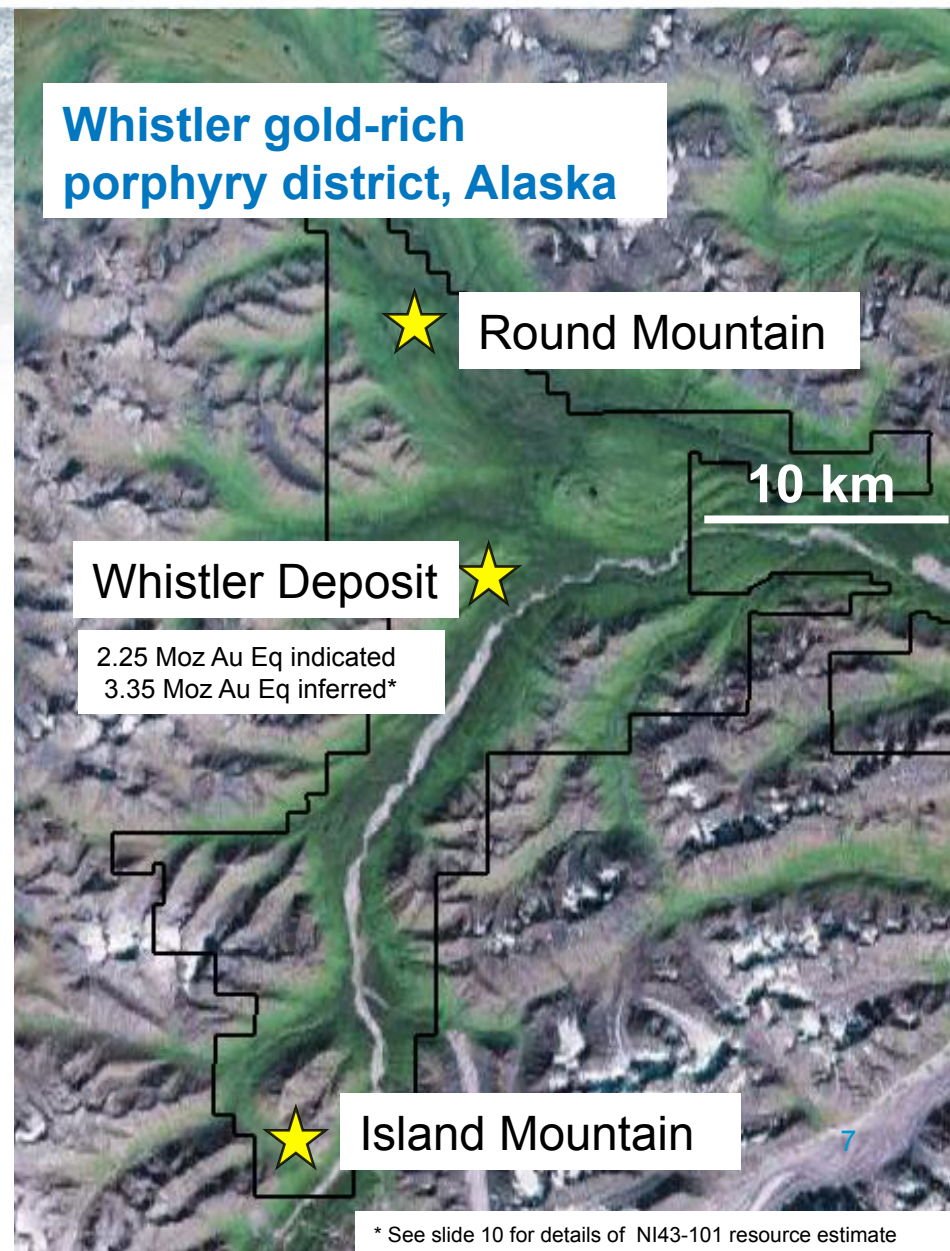 Whistler gold-rich
porphyry district, Alaska
Round Mountain
10 km
Whistler Deposit
2.25 Moz Au Eq indicated
3.35 Moz Au Eq inferred*
Island Mountain
7
* See slide 10 for details of NI43-101 resource estimate